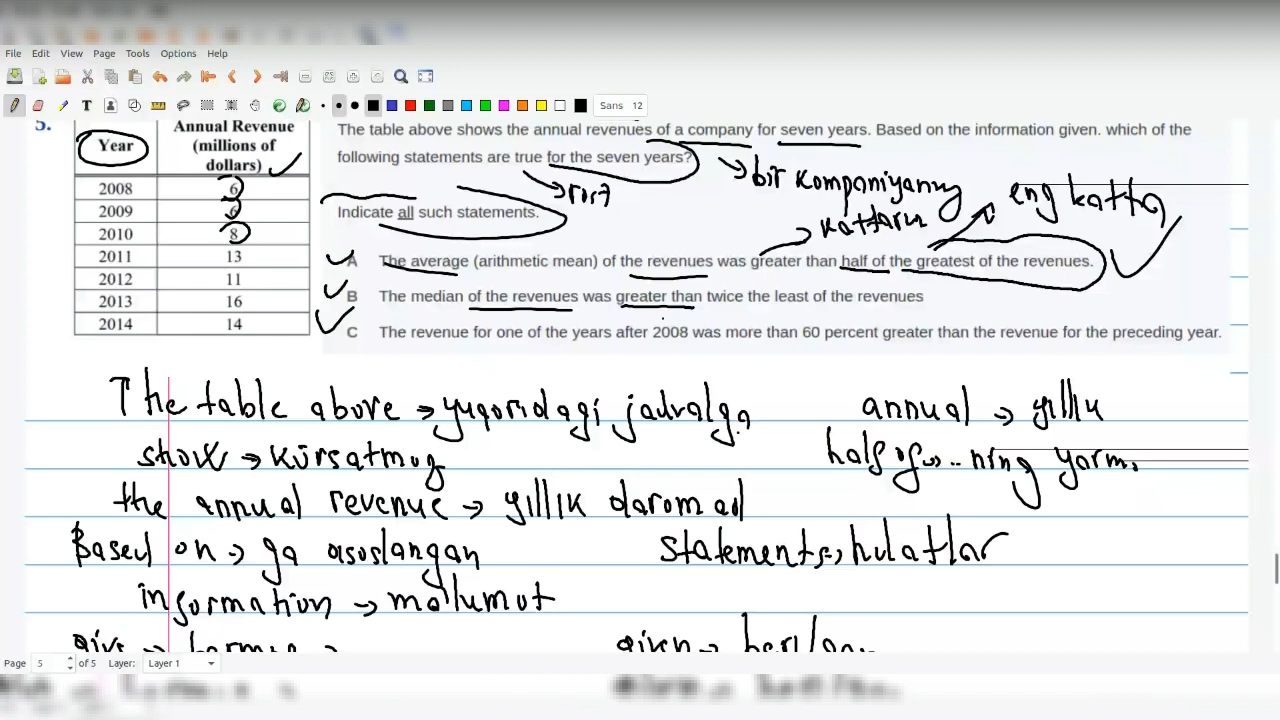 File Edit View Page Tools Options Help
T Sans 12
5.
Year Annual Revenue (millions of dollars)
2008 6
2009 6
2010 8
2011 13
2012 11
2013 16
2014 14
The table above shows the annual revenues of a company for seven years. Based on the information given. which of the
following statements are true for the seven years?
bir kompaniyaning
eng katta
Indicate all such statements.
A The average (arithmetic mean) of the revenues was greater than half of the greatest of the revenues.
B The median of the revenues was greater than twice the least of the revenues
C The revenue for one of the years after 2008 was more than 60 percent greater than the revenue for the preceding year.
The table above → yuqoridagi jadvalga annual → yillik
show → kursatmoq half of → ..ning yarmi
the annual revenue → yillik daromad
Based on → ga asoslangan statements → holatlar
information → malumot
Page 5 of 5 Layer: Layer 1